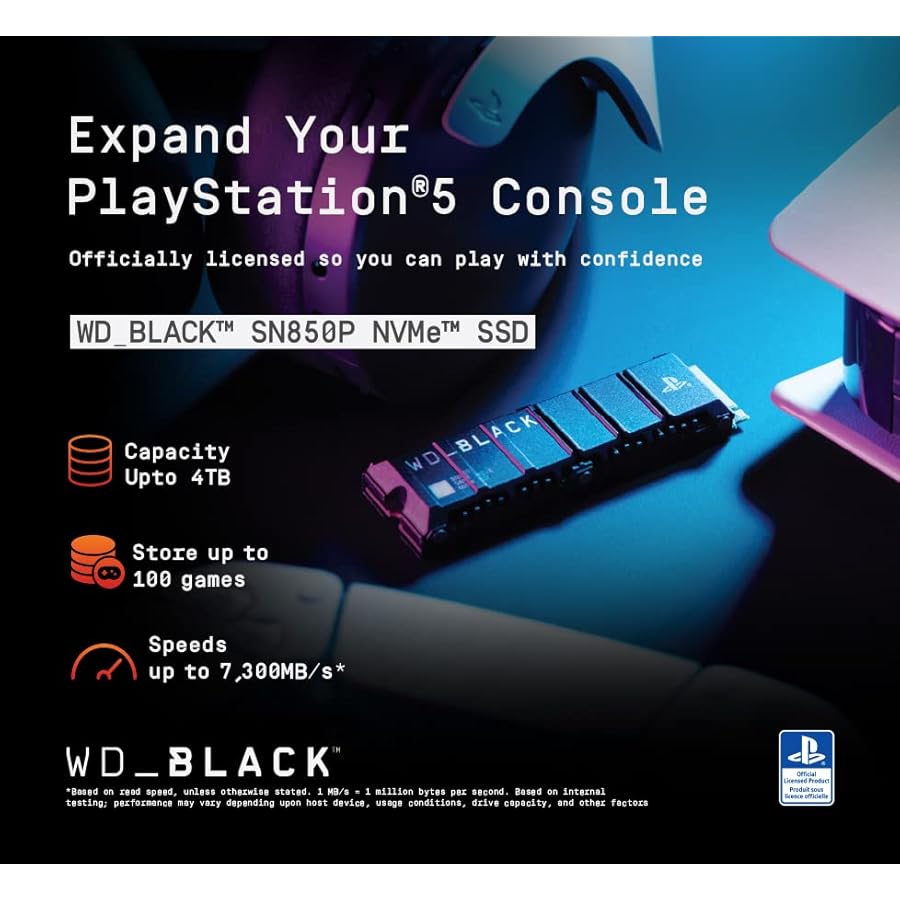 Expand Your
PlayStation®5 Console
Officially licensed so you can play with confidence
WD_BLACK™ SN850P NVMe™ SSD
WD_BLACK
Capacity
Upto 4TB
Store up to
100 games
Speeds
up to 7,300MB/s*
WD_BLACK™
*Based on read speed, unless otherwise stated. 1 MB/s = 1 million bytes per second. Based on internal
testing; performance may vary depending upon host device, usage conditions, drive capacity, and other factors
Official
Licensed Product
Produit sous
licence officielle